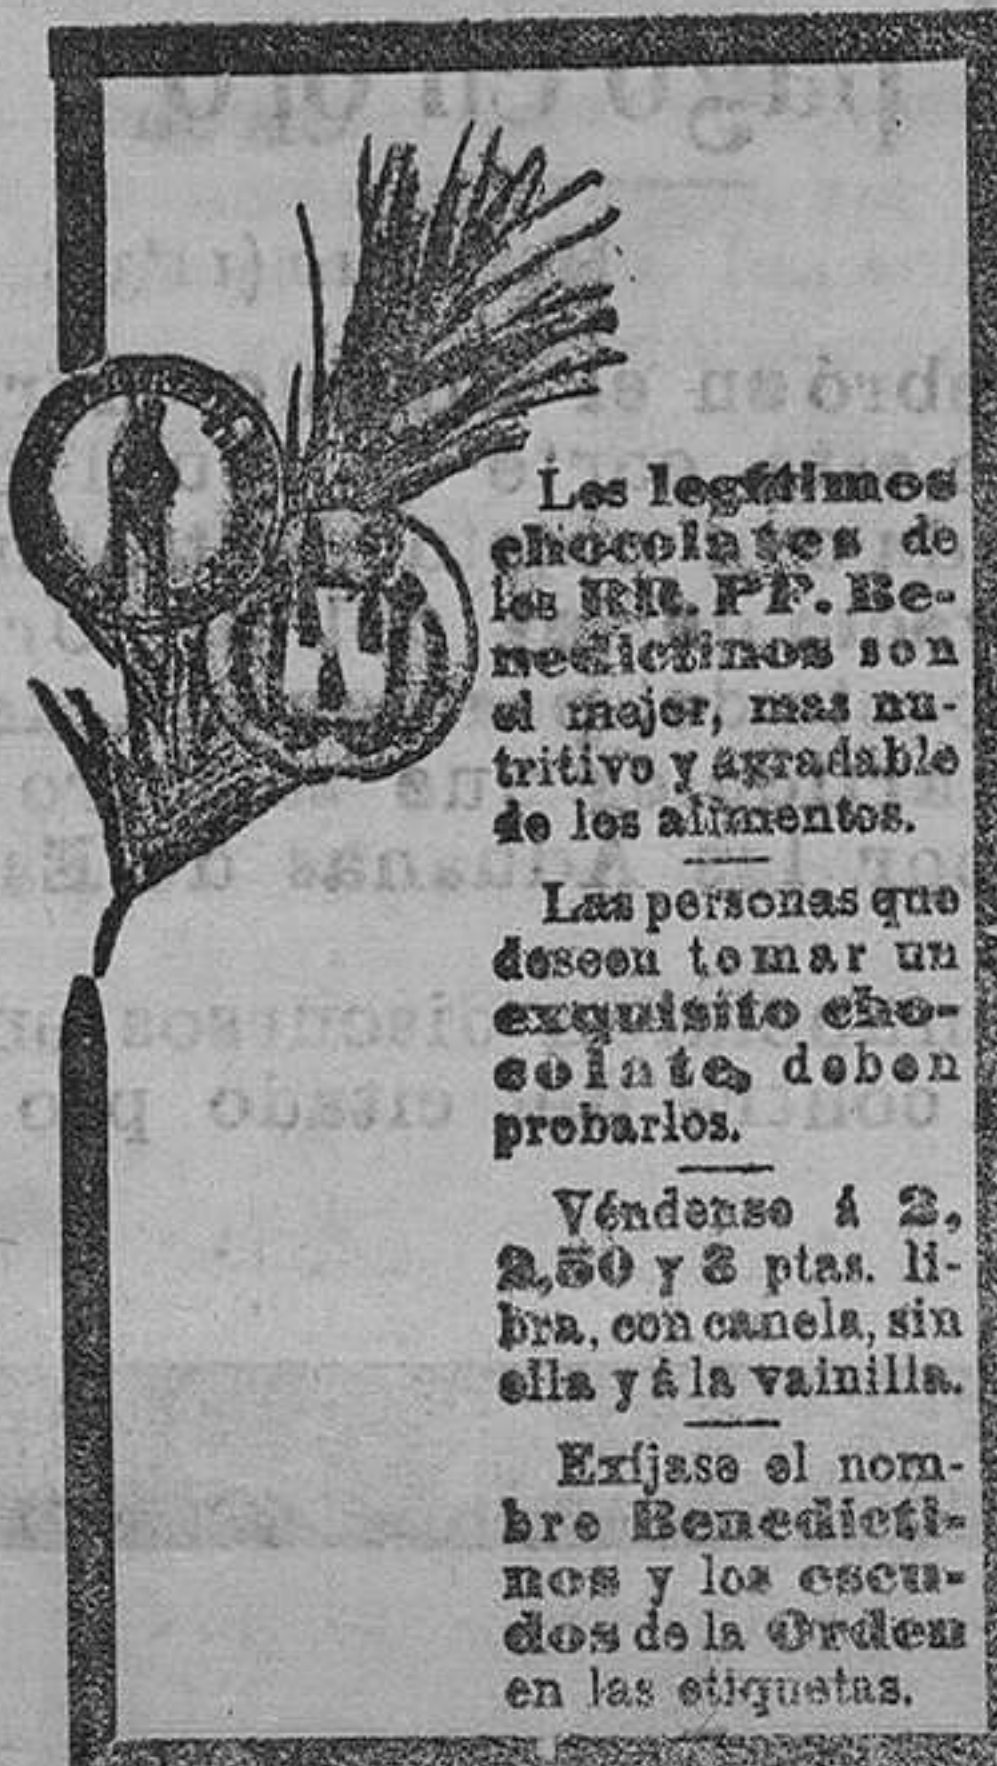 Los legítimos
chocolates de
los RR. PP. Be-
nedictinos son
el mejor, mas nu-
tritivo y agradable
de los alimentos.
Las personas que
deseen tomar un
exquisito cho-
colate, deben
probarlos.
Véndense á 2,
2,50 y 3 ptas. li-
bra, con canela, sin
ella y á la vainilla.
Exíjase el nom-
bre Benedicti-
nos y los escu-
dos de la Orden
en las etiquetas.